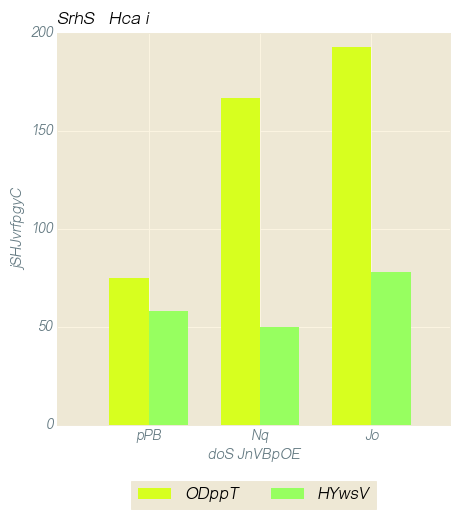 SrhS   Hca i
jSHJvrfpgyC
200
150
100
50
0
pPB
Nq
Jo
doS JnVBpOE
ODppT
HYwsV